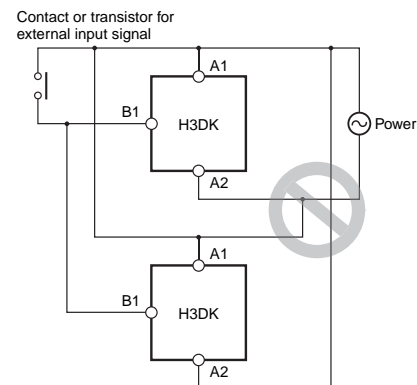 Contact or transistor for
external input signal
A1
B1
H3DK
Power
A2
A1
B1
H3DK
A2